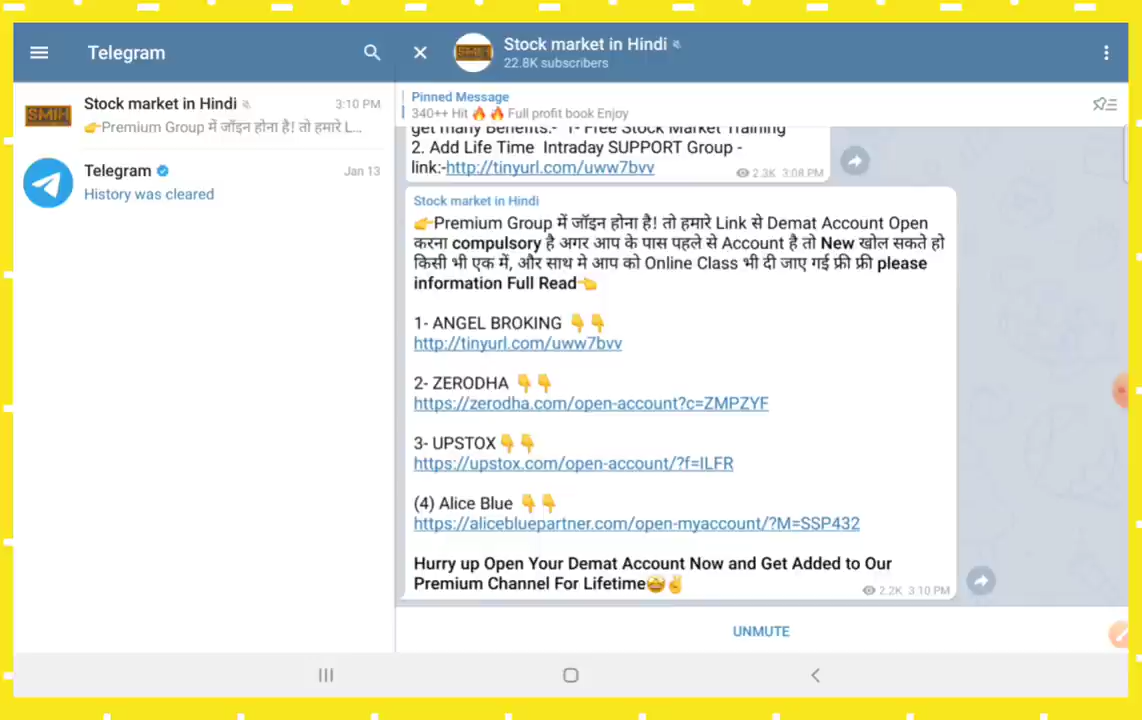 Telegram
SMIH
Stock market in Hindi
3:10 PM
👉Premium Group में जॉइन होना है! तो हमारे L...
Telegram
Jan 13
History was cleared
Stock market in Hindi
22.8K subscribers
Pinned Message
340++ Hit 🔥🔥 Full profit book Enjoy
get many Benefits:- 1- Free Stock Market Training
2. Add Life Time Intraday SUPPORT Group -
link:-http://tinyurl.com/uww7bvv
2.3K 3:08 PM
Stock market in Hindi
👉Premium Group में जॉइन होना है! तो हमारे Link से Demat Account Open
करना compulsory है अगर आप के पास पहले से Account है तो New खोल सकते हो
किसी भी एक में, और साथ मे आप को Online Class भी दी जाए गई फ्री फ्री please
information Full Read👈
1- ANGEL BROKING 👇👇
http://tinyurl.com/uww7bvv
2- ZERODHA 👇👇
https://zerodha.com/open-account?c=ZMPZYF
3- UPSTOX👇👇
https://upstox.com/open-account/?f=ILFR
(4) Alice Blue 👇👇
https://alicebluepartner.com/open-myaccount/?M=SSP432
Hurry up Open Your Demat Account Now and Get Added to Our
Premium Channel For Lifetime🤩✌
2.2K 3:10 PM
UNMUTE